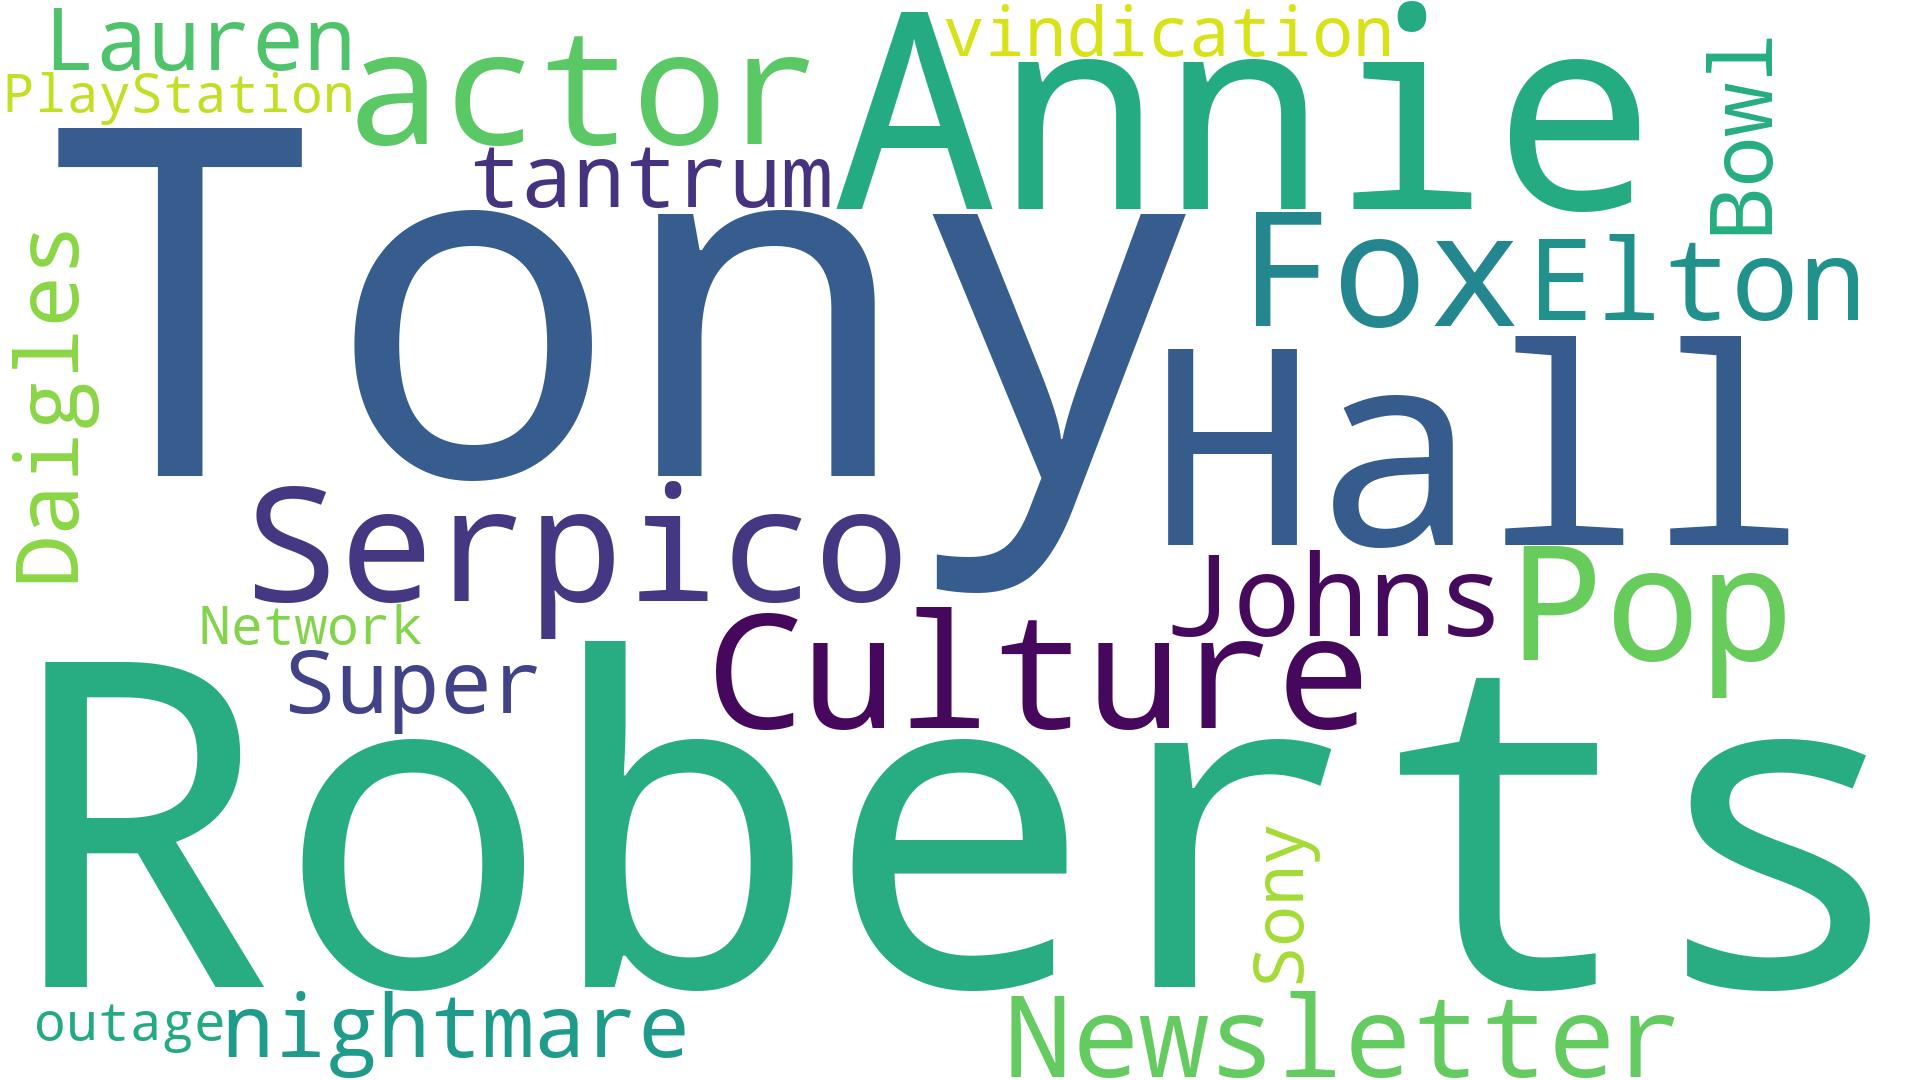 Lauren
PlayStation
actor
vindication
Annie
Bowl
tantrum
Tony
Fox
Elton
Daigles
Hall
Serpico
Johns
Pop
Network
Culture
Super
Roberts
Sony
outage
nightmare
Newsletter